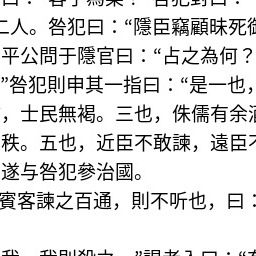 二人。咎犯曰：“隱臣竊顧昧死御
平公問于隱官曰：“占之為何？
”咎犯則申其一指曰：“是一也，
，士民無褐。三也，侏儒有余酒
秩。五也，近臣不敢諫，遠臣不
遂与咎犯參治國。
賓客諫之百通，則不听也，曰：